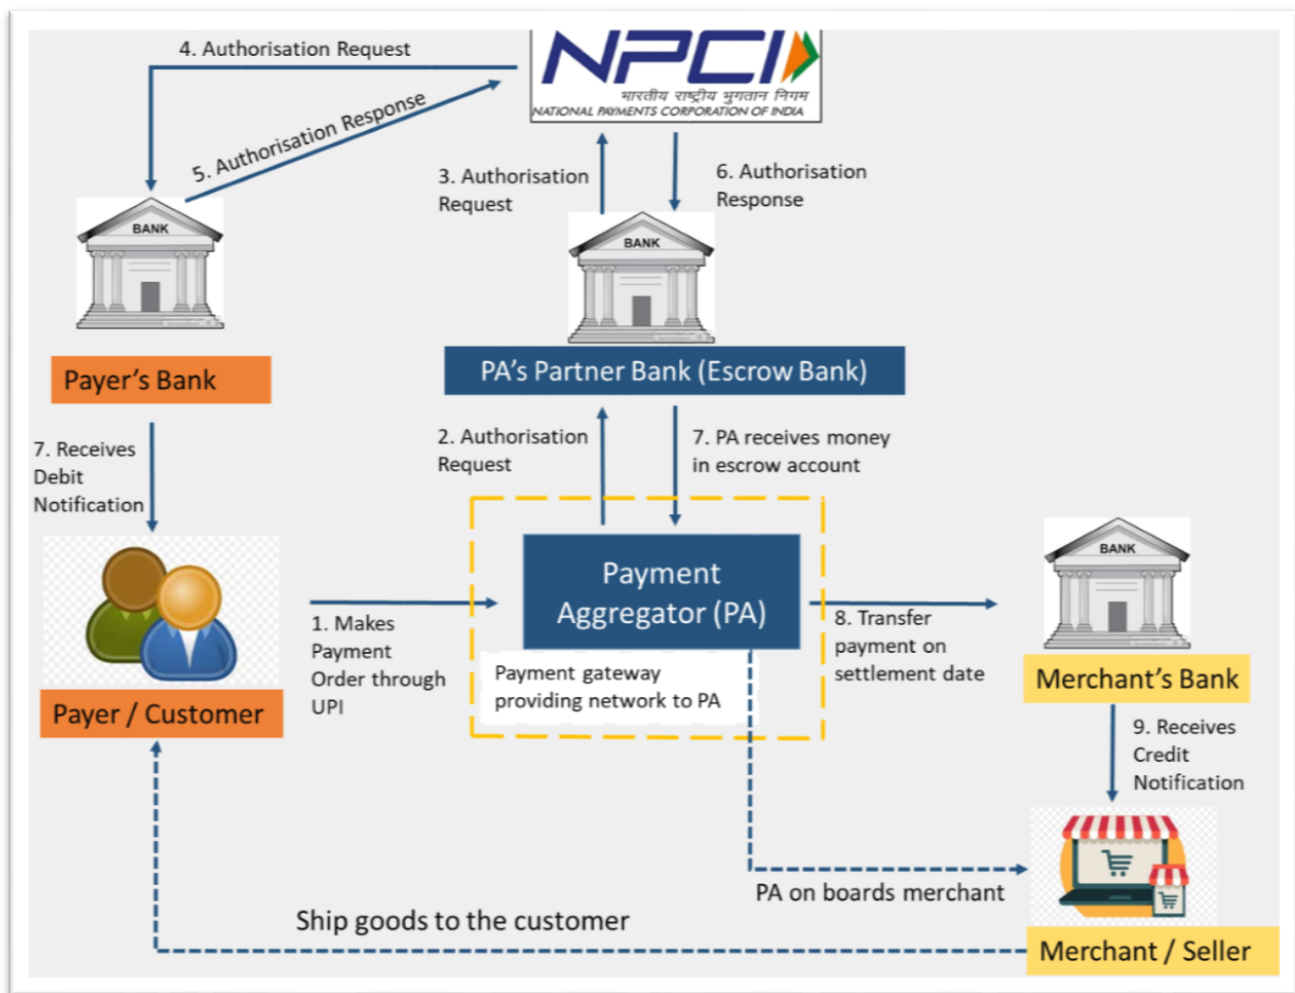 4. Authorisation Request
NPCI
भारतीय राष्ट्रीय भुगतान निगम
NATIONAL PAYMENTS CORPORATION OF INDIA
5. Authorisation Response
3. Authorisation
Request
6. Authorisation
Response
BANK
BANK
Payer's Bank
PA's Partner Bank (Escrow Bank)
7. Receives
Debit
Notification
2. Authorisation
Request
7. PA receives money
in escrow account
Payment
Aggregator (PA)
BANK
1. Makes
Payment
Order through
UPI
8. Transfer
payment on
settlement date
Payment gateway
providing network to PA
Merchant's Bank
Payer / Customer
9. Receives
Credit
Notification
PA on boards merchant
Ship goods to the customer
Merchant / Seller